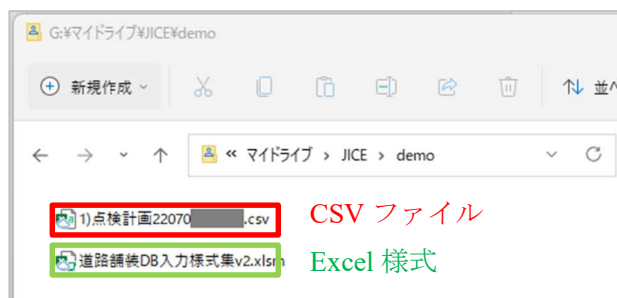 G:¥マイドライブ¥JICE¥demo
新規作成
並べ
« マイドライブ › JICE › demo
1)点検計画22070 .csv CSV ファイル
道路舗装DB入力様式集v2.xlsm Excel 様式